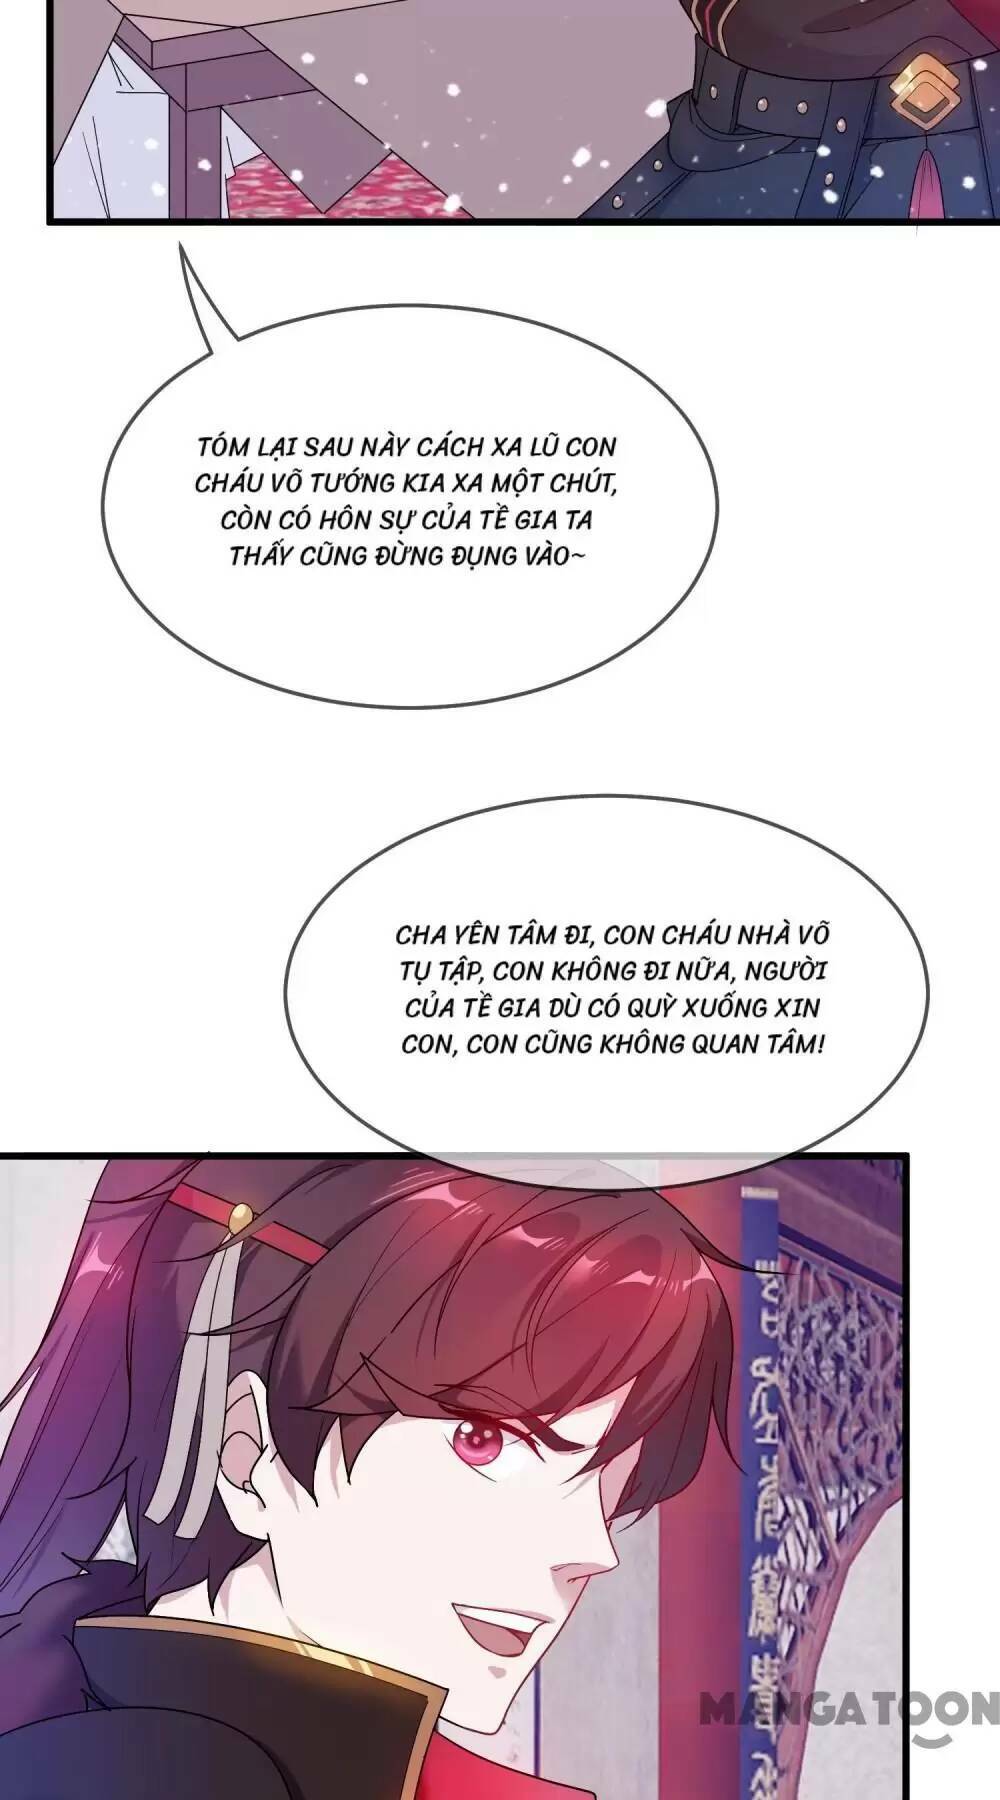 TÓM LẠI SAU NÀY CÁCH XA LŨ CON
CHÁU VÕ TƯỚNG KIA XA MỘT CHÚT,
CÒN CÓ HÔN SỰ CỦA TỀ GIA TA
THẤY CŨNG ĐỪNG ĐỤNG VÀO~
CHA YÊN TÂM ĐI, CON CHÁU NHÀ VÕ
TỤ TẬP, CON KHÔNG ĐI NỮA, NGƯỜI
CỦA TỀ GIA DÙ CÓ QUỲ XUỐNG XIN
CON, CON CŨNG KHÔNG QUAN TÂM!
MANGATOON